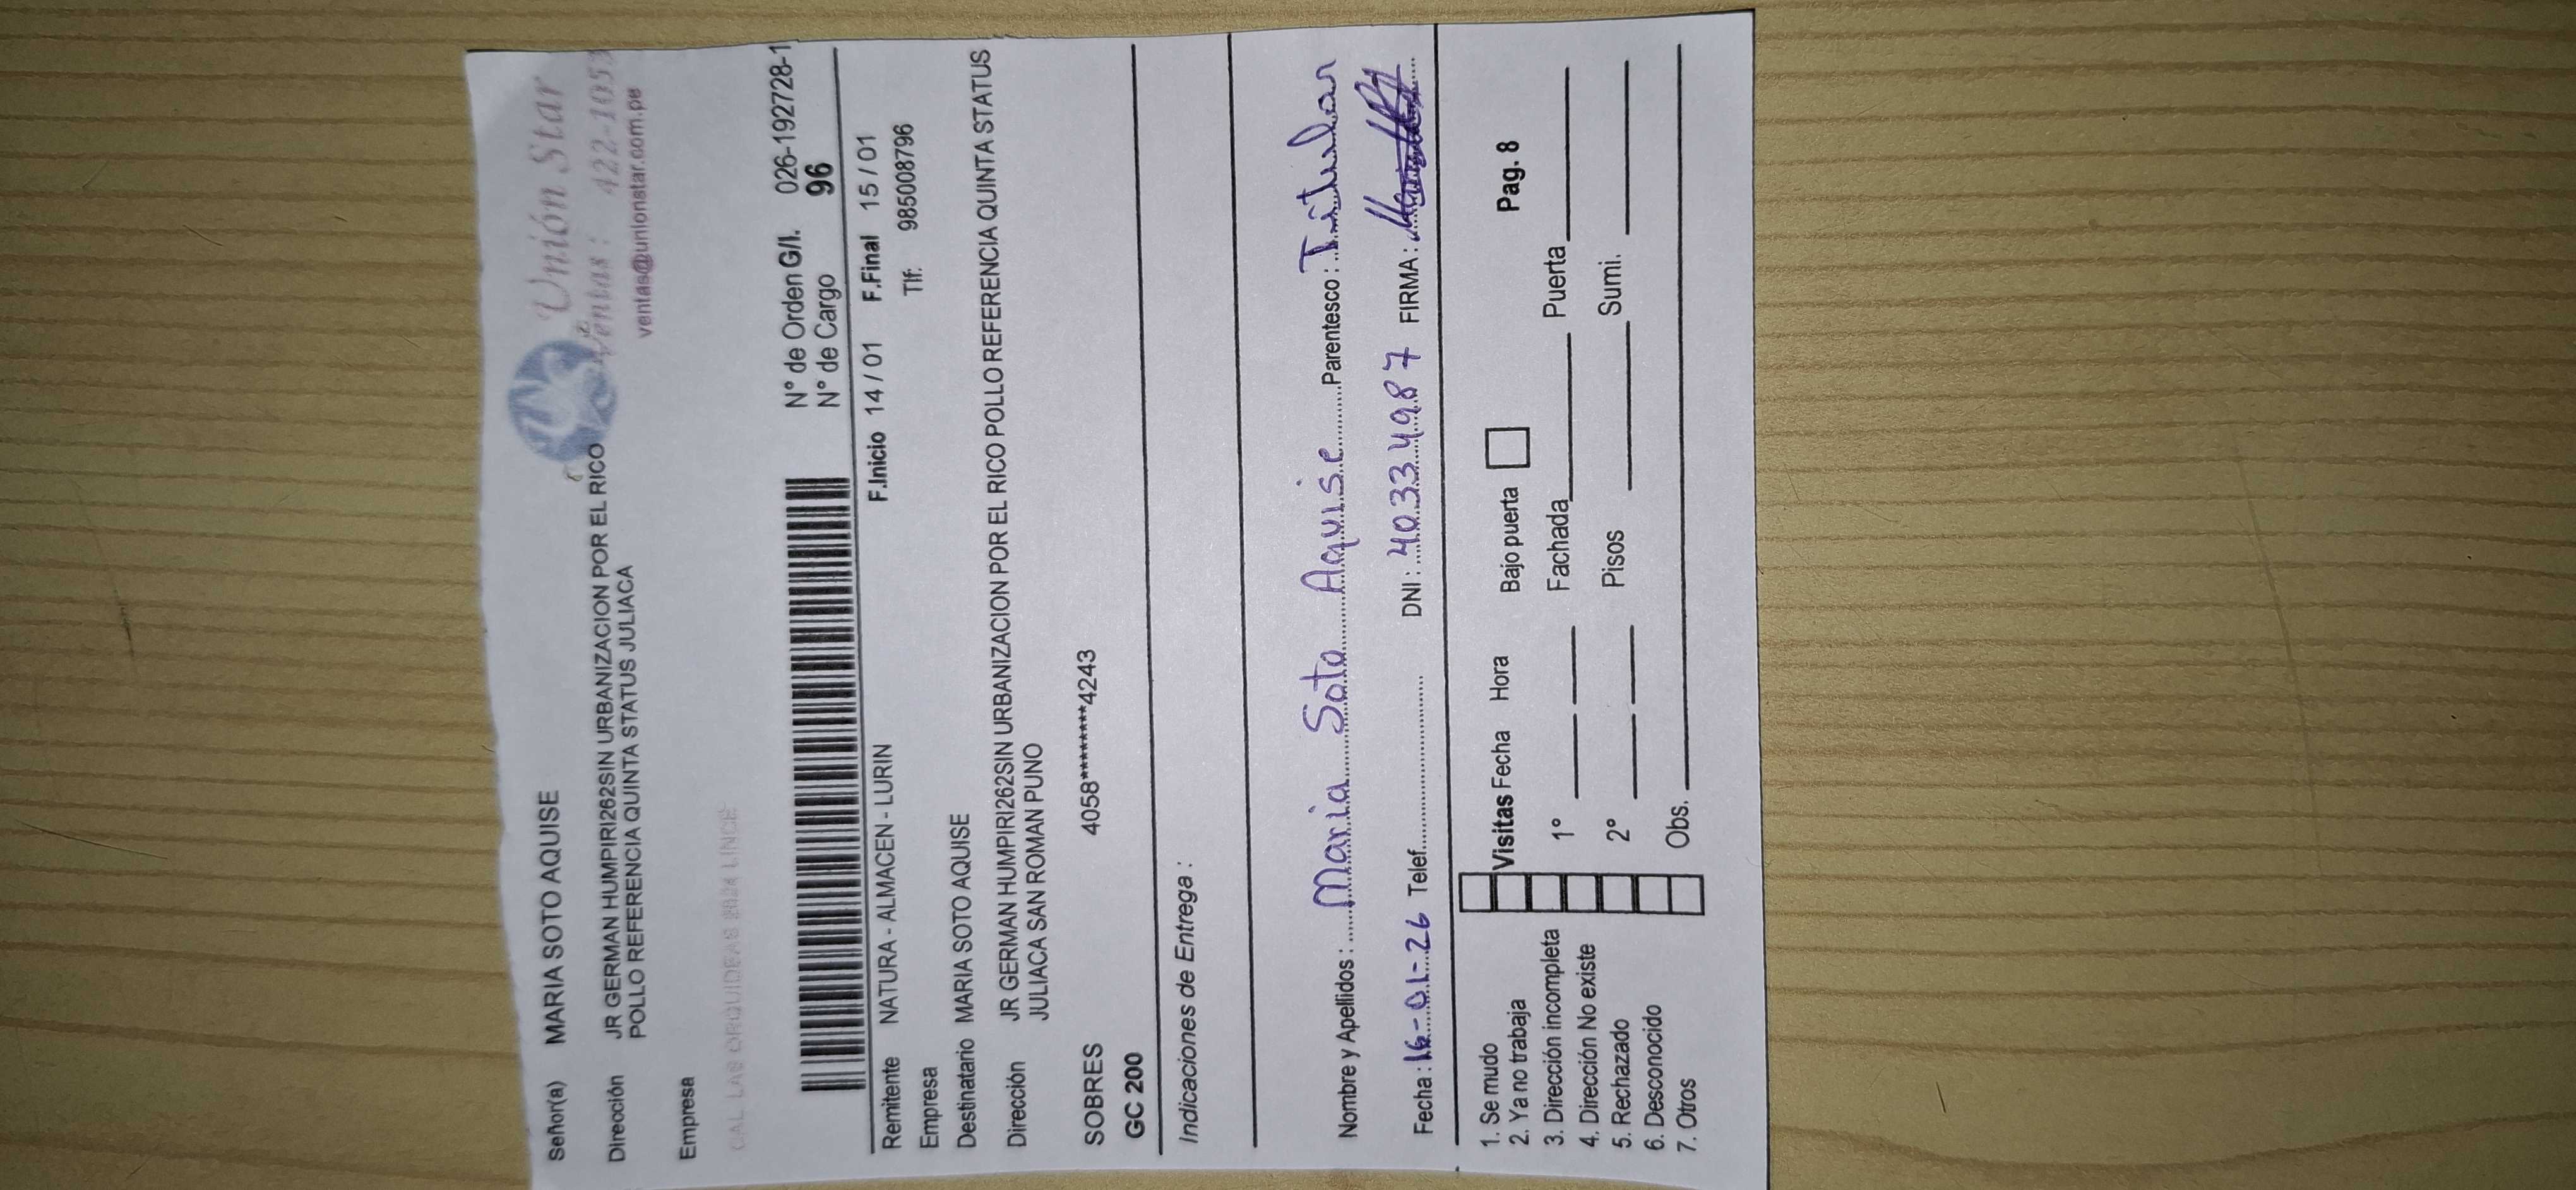 Unión Star
Ventas : 422-105
ventas@unionstar.com.pe
Señor(a) MARIA SOTO AQUISE
Dirección JR GERMAN HUMPIRI262SIN URBANIZACION POR EL RICO
POLLO REFERENCIA QUINTA STATUS JULIACA
Empresa
CAL. LAS ORQUIDEAS LINCE
N° de Orden G/I. 026-192728-1
N° de Cargo 96
F.Inicio 14 / 01 F.Final 15 / 01
Remitente NATURA - ALMACEN - LURIN
Tlf: 985008796
Empresa
Destinatario MARIA SOTO AQUISE
Dirección JR GERMAN HUMPIRI262SIN URBANIZACION POR EL RICO POLLO REFERENCIA QUINTA STATUS
JULIACA SAN ROMAN PUNO
SOBRES 4058********4243
GC 200
Indicaciones de Entrega :
Nombre y Apellidos : Maria Soto Aquise Parentesco : Titular
Fecha : 16-01-26 Telef. DNI : 40334987 FIRMA :
1. Se mudo
2. Ya no trabaja
3. Dirección incompleta
4. Dirección No existe
5. Rechazado
6. Desconocido
7. Otros
Visitas Fecha Hora Bajo puerta Pag. 8
1° Fachada Puerta
2° Pisos Sumi.
Obs.